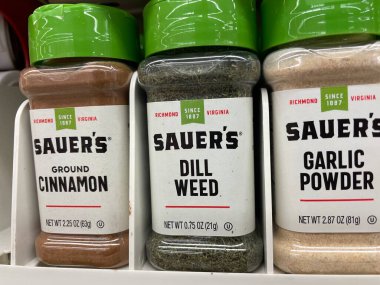 RICHMOND SINCE 1887 VIRGINIA
SAUER'S®
GROUND
CINNAMON
NET WT 2.25 OZ (63g) U
RICHMOND SINCE 1887 VIRGINIA
SAUER'S®
DILL
WEED
NET WT 0.75 OZ (21g) U
RICHMOND SINCE 1887 VIRGINIA
SAUER'S
GARLIC
POWDER
NET WT 2.87 OZ (81g) U